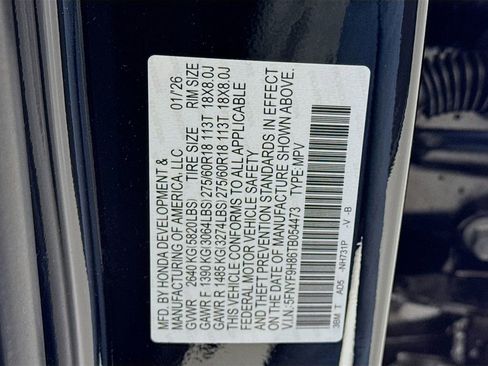 MFD. BY HONDA DEVELOPMENT &
MANUFACTURING OF AMERICA, LLC 01/26
TIRE SIZE RIM SIZE
GVWR 2640 KG(5820LBS)
GAWR F 1390 KG(3064LBS)275/60R18 113T 18X8.0J
GAWR R 1485 KG(3274LBS)275/60R18 113T 18X8.0J
THIS VEHICLE CONFORMS TO ALL APPLICABLE
FEDERAL MOTOR VEHICLE SAFETY AND
THEFT PREVENTION STANDARDS IN EFFECT
ON THE DATE OF MANUFACTURE SHOWN ABOVE.
V.I.N.:5FNYF9H86TB054473 TYPE:MPV
3BM T AD5 -NH731P -V -B